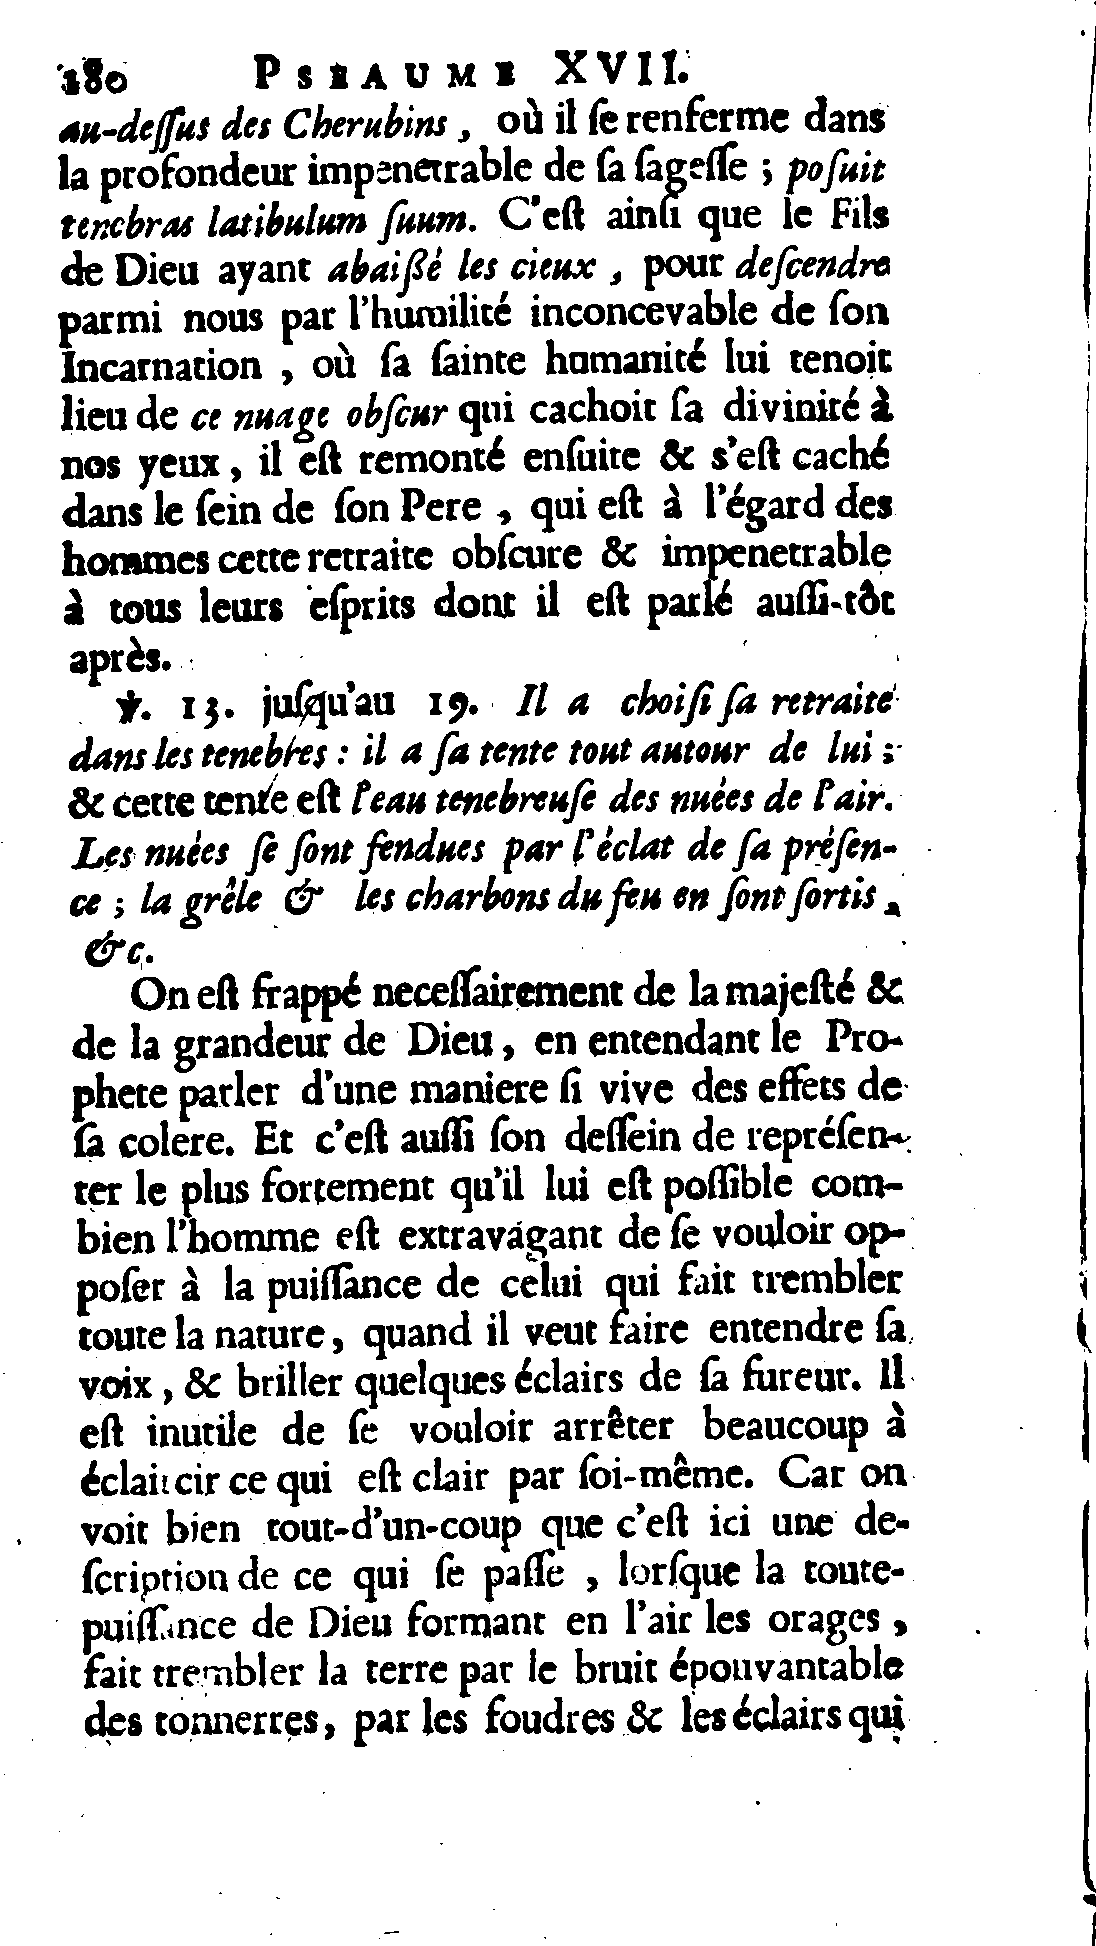 180 PSEAUME XVII.
au-deſſus des Cherubins, où il ſe renferme dans
la profondeur impenetrable de ſa ſageſſe ; poſuit
tenebras latibulum ſuum. C'eſt ainſi que le Fils
de Dieu ayant abaißé les cieux, pour deſcendre
parmi nous par l'humilité inconcevable de ſon
Incarnation, où ſa ſainte humanité lui tenoit
lieu de ce nuage obſcur qui cachoit ſa divinité à
nos yeux, il eſt remonté enſuite & s'eſt caché
dans le ſein de ſon Pere, qui eſt à l'égard des
hommes cette retraite obſcure & impenetrable
à tous leurs eſprits dont il eſt parlé auſſi-tôt
après.
℣. 13. juſqu'au 19. Il a choiſi ſa retraite
dans les tenebres : il a ſa tente tout autour de lui ;
& cette tente eſt l'eau tenebreuſe des nuées de l'air.
Les nuées ſe ſont fendues par l'éclat de ſa préſen-
ce ; la grêle & les charbons du feu en ſont ſortis,
&c.
On eſt frappé neceſſairement de la majeſté &
de la grandeur de Dieu, en entendant le Pro-
phete parler d'une maniere ſi vive des effets de
ſa colere. Et c'eſt auſſi ſon deſſein de repréſen-
ter le plus fortement qu'il lui eſt poſſible com-
bien l'homme eſt extravagant de ſe vouloir op-
poſer à la puiſſance de celui qui fait trembler
toute la nature, quand il veut faire entendre ſa
voix, & briller quelques éclairs de ſa fureur. Il
eſt inutile de ſe vouloir arrêter beaucoup à
éclaircir ce qui eſt clair par ſoi-même. Car on
voit bien tout-d'un-coup que c'eſt ici une de-
ſcription de ce qui ſe paſſe, lorſque la toute-
puiſſance de Dieu formant en l'air les orages,
fait trembler la terre par le bruit épouvantable
des tonnerres, par les foudres & les éclairs qui